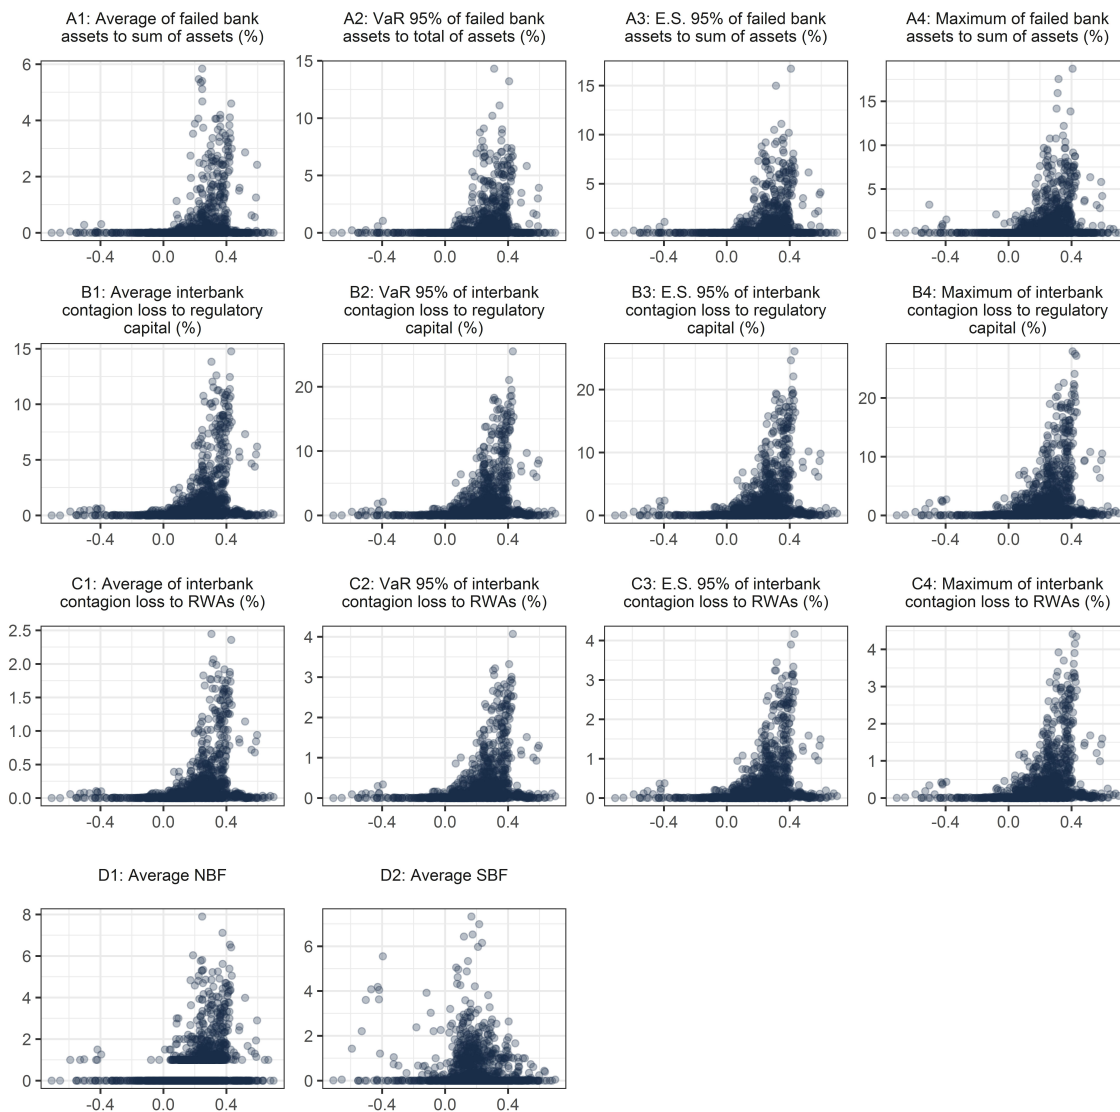 A1: Average of failed bank
assets to sum of assets (%)
A2: VaR 95% of failed bank
assets to total of assets (%)
A3: E.S. 95% of failed bank
assets to sum of assets (%)
A4: Maximum of failed bank
assets to sum of assets (%)
6
4
2
0
-0.4 0.0 0.4
15
10
5
0
-0.4 0.0 0.4
15
10
5
0
-0.4 0.0 0.4
15
10
5
0
-0.4 0.0 0.4
B1: Average interbank
contagion loss to regulatory
capital (%)
B2: VaR 95% of interbank
contagion loss to regulatory
capital (%)
B3: E.S. 95% of interbank
contagion loss to regulatory
capital (%)
B4: Maximum of interbank
contagion loss to regulatory
capital (%)
15
10
5
0
-0.4 0.0 0.4
20
10
0
-0.4 0.0 0.4
20
10
0
-0.4 0.0 0.4
20
10
0
-0.4 0.0 0.4
C1: Average of interbank
contagion loss to RWAs (%)
C2: VaR 95% of interbank
contagion loss to RWAs (%)
C3: E.S. 95% of interbank
contagion loss to RWAs (%)
C4: Maximum of interbank
contagion loss to RWAs (%)
2.5
2.0
1.5
1.0
0.5
0.0
-0.4 0.0 0.4
4
3
2
1
0
-0.4 0.0 0.4
4
3
2
1
0
-0.4 0.0 0.4
4
3
2
1
0
-0.4 0.0 0.4
D1: Average NBF
D2: Average SBF
8
6
4
2
0
-0.4 0.0 0.4
6
4
2
0
-0.4 0.0 0.4